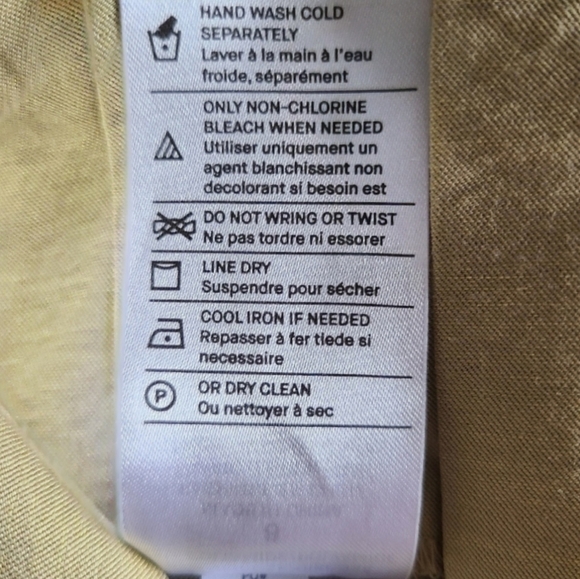 HAND WASH COLD
SEPARATELY
Laver à la main à l'eau
froide, séparément
ONLY NON-CHLORINE
BLEACH WHEN NEEDED
Utiliser uniquement un
agent blanchissant non
decolorant si besoin est
DO NOT WRING OR TWIST
Ne pas tordre ni essorer
LINE DRY
Suspendre pour sécher
COOL IRON IF NEEDED
Repasser à fer tiede si
necessaire
P
OR DRY CLEAN
Ou nettoyer à sec